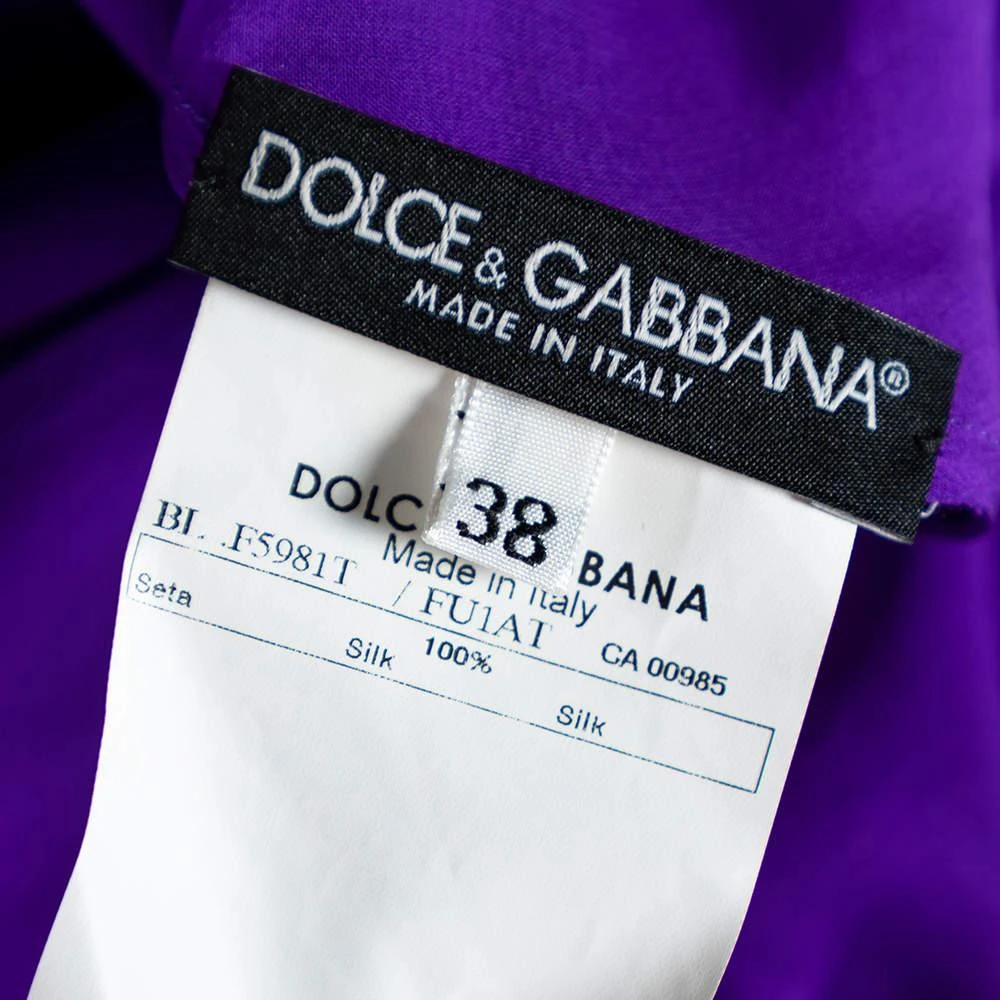 DOLCE & GABBANA®
MADE IN ITALY
38
DOLC BANA
Made in Italy
F5981T / FU1AT CA 00985
Seta Silk 100% Silk